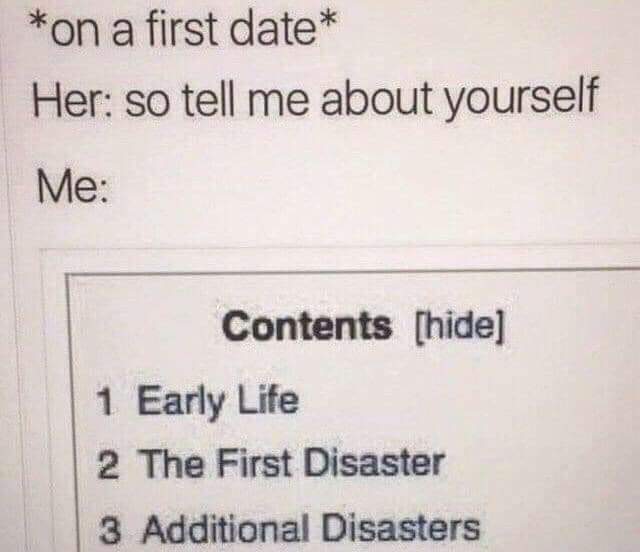 *on a first date*
Her: so tell me about yourself
Me:
Contents [hide]
1 Early Life
2 The First Disaster
3 Additional Disasters